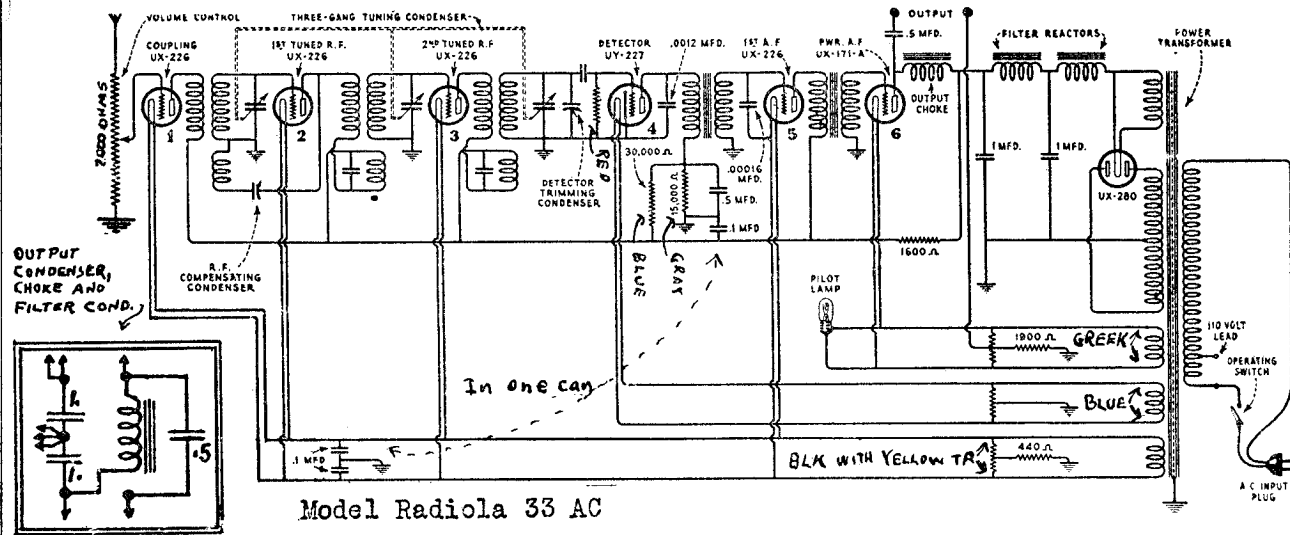 VOLUME CONTROL
THREE-GANG TUNING CONDENSER
OUTPUT
COUPLING
UX-226
1ST TUNED R.F.
UX-226
2ND TUNED R.F
UX-226
DETECTOR
UY-227
.0012 MFD.
1ST A.F
UX-226
PWR. A.F
UX-171-A
.5 MFD.
FILTER REACTORS
POWER
TRANSFORMER
OUTPUT
CHOKE
1
2
3
4
5
6
2000 OHMS
RED
30,000 Ω
DETECTOR
TRIMMING
CONDENSER
15,000 Ω
.00016
MFD.
.5 MFD.
.1 MFD
1 MFD.
1 MFD.
UX-280
1600 Ω
R.F.
COMPENSATING
CONDENSER
BLUE
GRAY
OUTPUT
CONDENSER,
CHOKE AND
FILTER COND.
PILOT
LAMP
1900 Ω
GREEK
110 VOLT
LEAD
OPERATING
SWITCH
BLUE
In one can
1.
1.
.5
.1 MFD
440 Ω
BLK WITH YELLOW TR
A C INPUT
PLUG
Model Radiola 33 AC